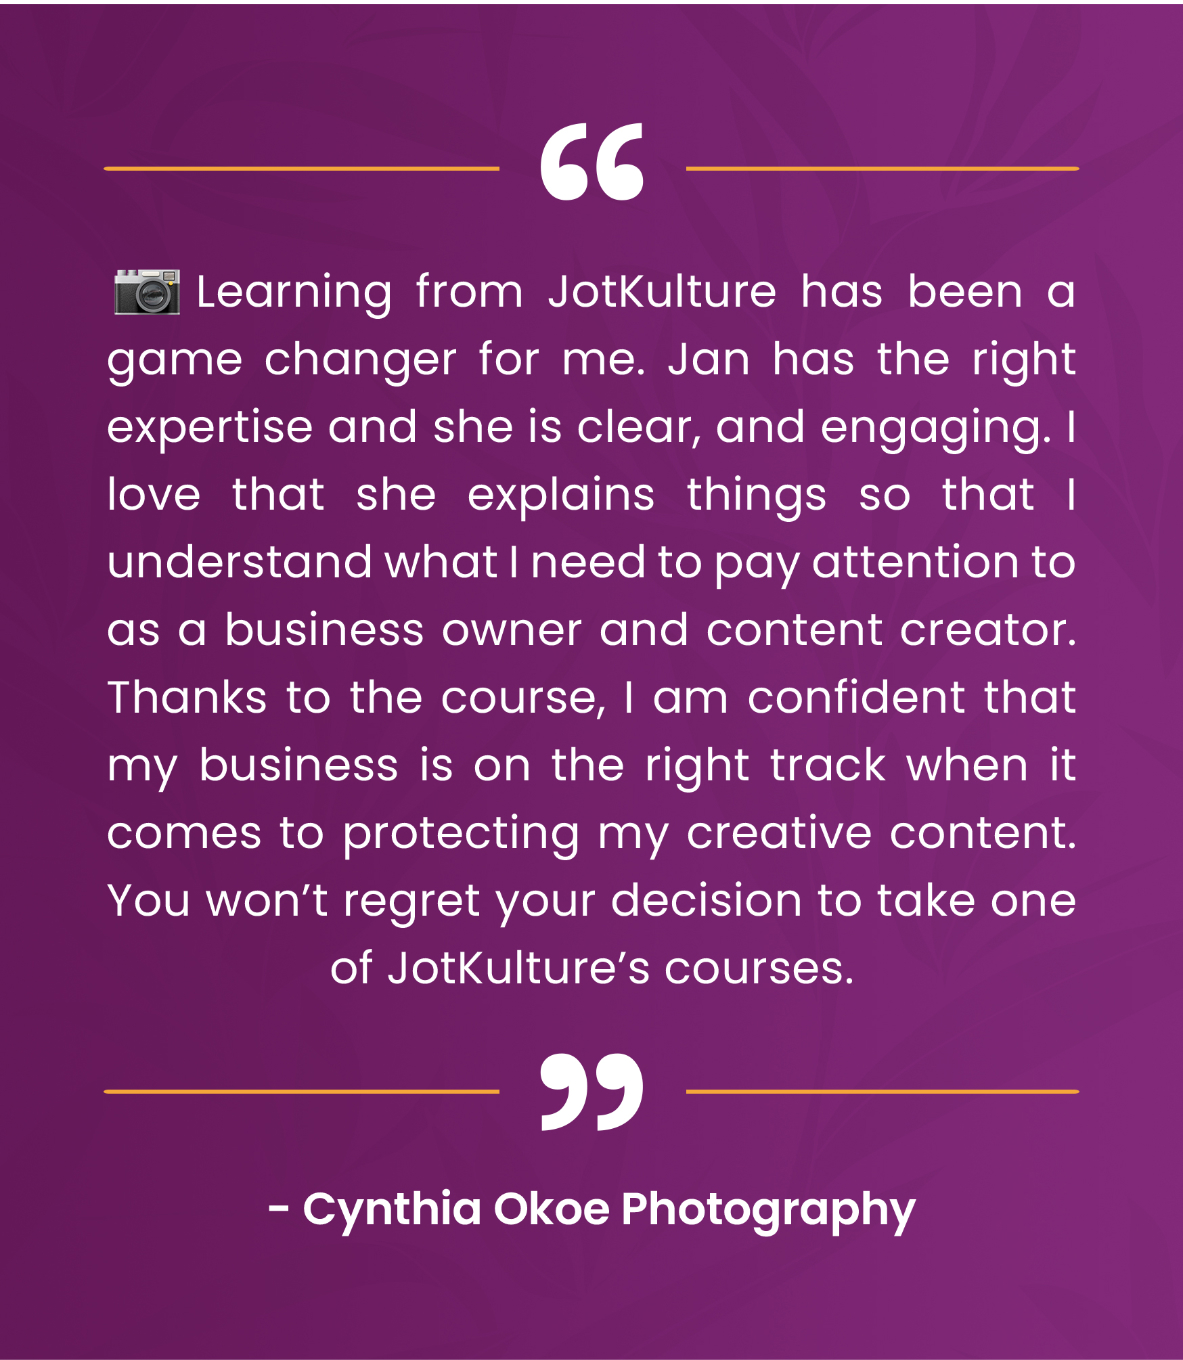 “
📷 Learning from JotKulture has been a
game changer for me. Jan has the right
expertise and she is clear, and engaging. I
love that she explains things so that I
understand what I need to pay attention to
as a business owner and content creator.
Thanks to the course, I am confident that
my business is on the right track when it
comes to protecting my creative content.
You won’t regret your decision to take one
of JotKulture’s courses.
”
- Cynthia Okoe Photography